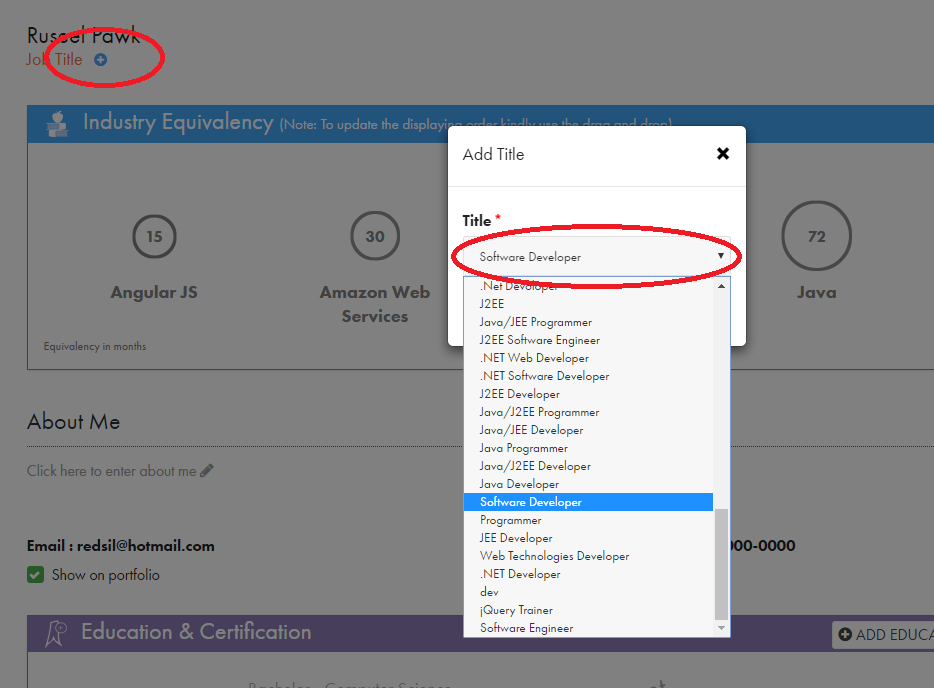 Russel Pawk
Job Title
Industry Equivalency (Note: To update the displaying order kindly use the drag and drop)
Add Title
Title *
15
30
72
Software Developer
Angular JS
Amazon Web
Services
Java
Equivalency in months
.Net Developer
J2EE
Java/JEE Programmer
J2EE Software Engineer
.NET Web Developer
.NET Software Developer
J2EE Developer
Java/J2EE Programmer
Java/JEE Developer
Java Programmer
Java/J2EE Developer
Java Developer
Software Developer
Programmer
JEE Developer
Web Technologies Developer
.NET Developer
dev
jQuery Trainer
Software Engineer
About Me
Click here to enter about me
Email : redsil@hotmail.com
000-0000
Show on portfolio
Education & Certification
ADD EDUCA
Bachelor - Computer Science